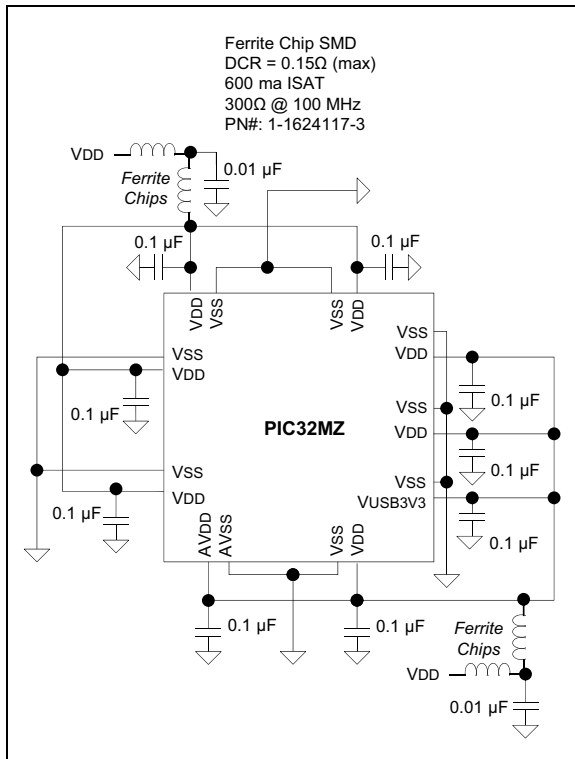 Ferrite Chip SMD
DCR = 0.15Ω (max)
600 ma ISAT
300Ω @ 100 MHz
PN#: 1-1624117-3
VDD
0.01 µF
Ferrite
Chips
0.1 µF
0.1 µF
VDD
VSS
VSS
VDD
VSS
VSS
VDD
VDD
0.1 µF
0.1 µF
VSS
PIC32MZ
VDD
0.1 µF
VSS
VSS
VDD
VUSB3V3
0.1 µF
0.1 µF
AVDD
AVSS
VSS
VDD
0.1 µF
0.1 µF
Ferrite
Chips
VDD
0.01 µF